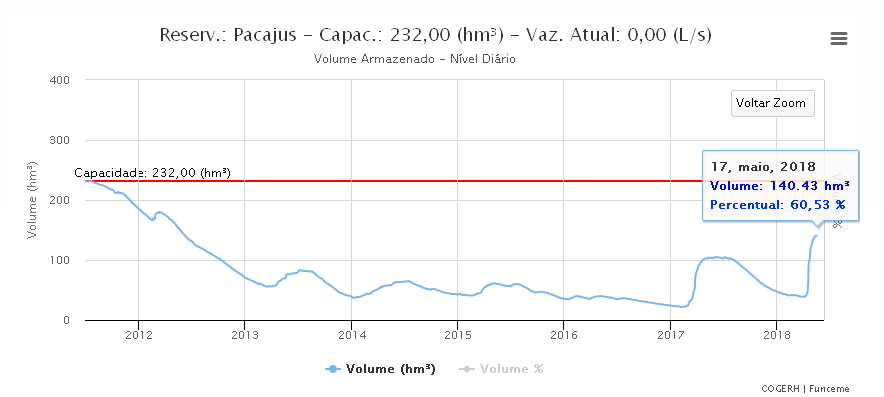 Reserv.: Pacajus – Capac.: 232,00 (hm³) – Vaz. Atual: 0,00 (L/s)
Volume Armazenado – Nível Diário
Voltar Zoom
400
300
200
100
0
Volume (hm³)
Capacidade: 232,00 (hm³)
17, maio, 2018
Volume: 140.43 hm³
Percentual: 60,53 %
2012
2013
2014
2015
2016
2017
2018
Volume (hm³)
Volume %
COGERH | Funceme